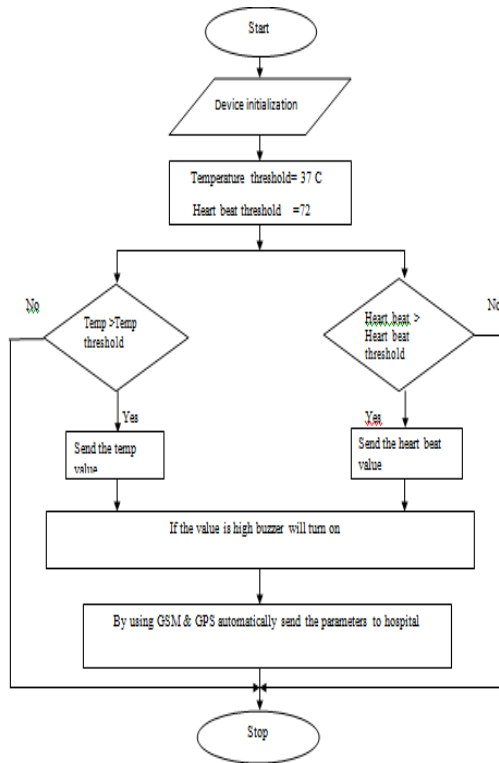 Start
Device initialization
Temperature threshold= 37 C
Heart beat threshold =72
No
Temp >Temp
threshold
Heart beat >
Heart beat
threshold
No
Yes
Yes
Send the temp
value
Send the heart beat
value
If the value is high buzzer will turn on
By using GSM & GPS automatically send the parameters to hospital
Stop